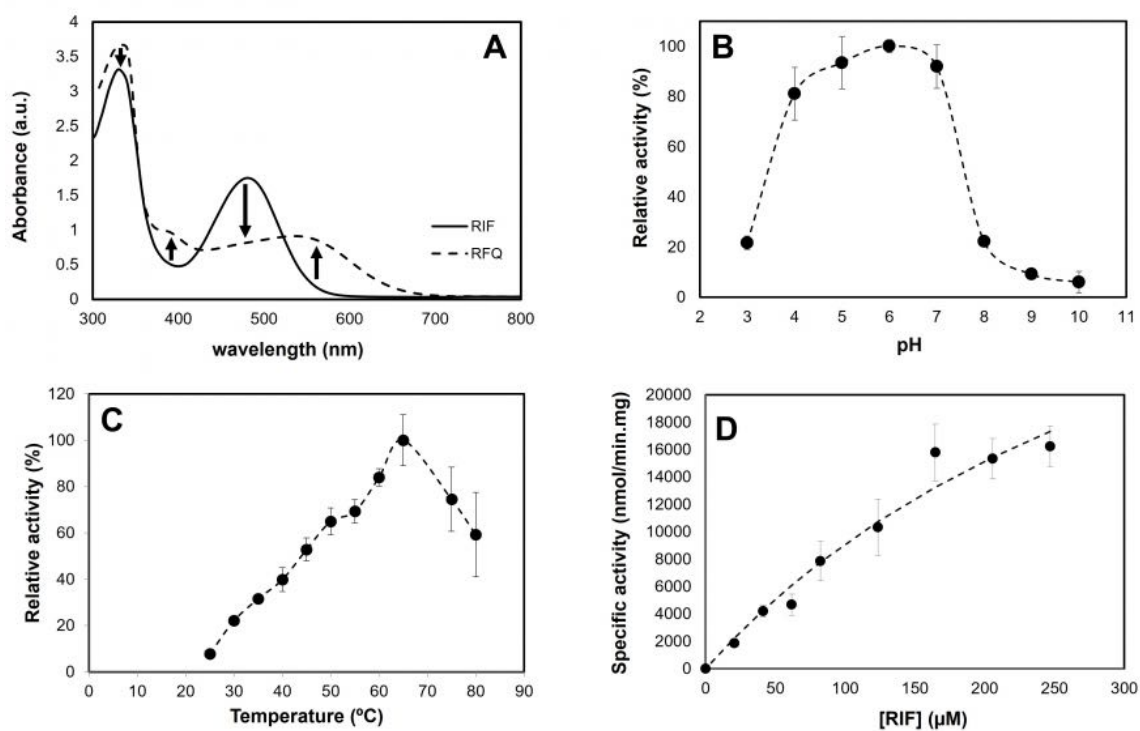 A
Aborbance (a.u.)
4
3.5
3
2.5
2
1.5
1
0.5
0
300 400 500 600 700 800
wavelength (nm)
RIF
RFQ
B
Relative activity (%)
100
80
60
40
20
0
2 3 4 5 6 7 8 9 10 11
pH
C
Relative activity (%)
120
100
80
60
40
20
0
0 10 20 30 40 50 60 70 80 90
Temperature (ºC)
D
Specific activity (nmol/min.mg)
20000
18000
16000
14000
12000
10000
8000
6000
4000
2000
0
0 50 100 150 200 250 300
[RIF] (µM)